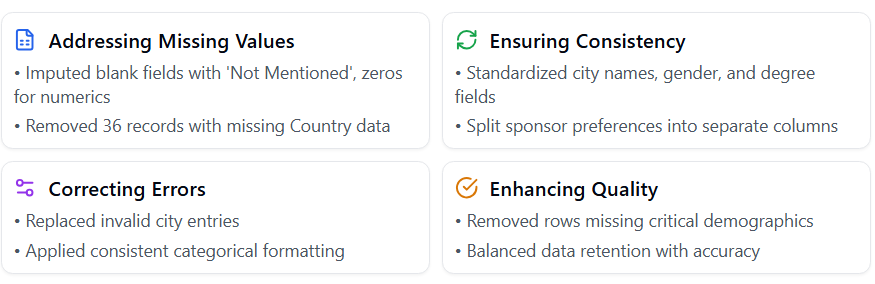 Addressing Missing Values
• Imputed blank fields with 'Not Mentioned', zeros
for numerics
• Removed 36 records with missing Country data
Ensuring Consistency
• Standardized city names, gender, and degree
fields
• Split sponsor preferences into separate columns
Correcting Errors
• Replaced invalid city entries
• Applied consistent categorical formatting
Enhancing Quality
• Removed rows missing critical demographics
• Balanced data retention with accuracy